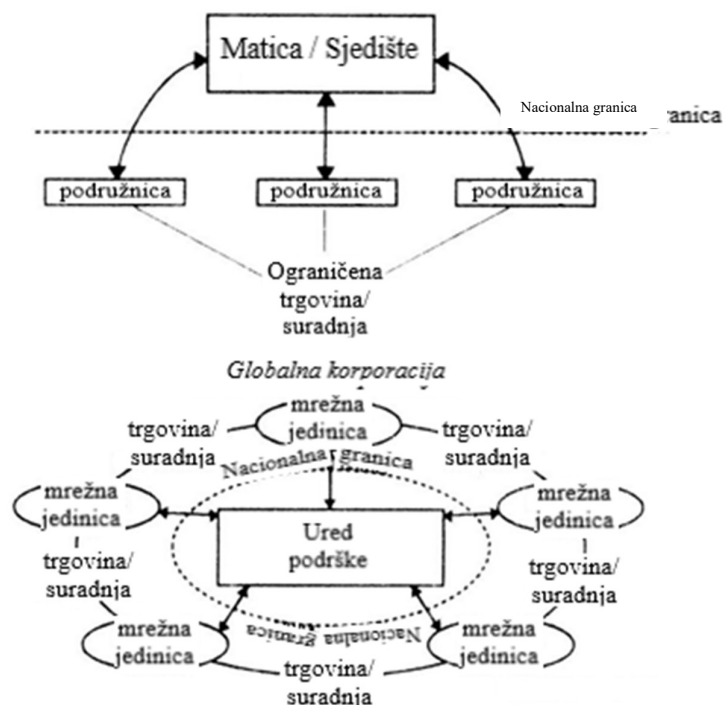 Matica / Sjedište
Nacionalna granica
anica
podružnica
podružnica
podružnica
Ograničena
trgovina/
suradnja
Globalna korporacija
mrežna
jedinica
trgovina/
suradnja
trgovina/
suradnja
Nacionalna granica
mrežna
jedinica
mrežna
jedinica
Ured
podrške
trgovina/
suradnja
trgovina/
suradnja
Nacionalna granica
mrežna
jedinica
mrežna
jedinica
trgovina/
suradnja